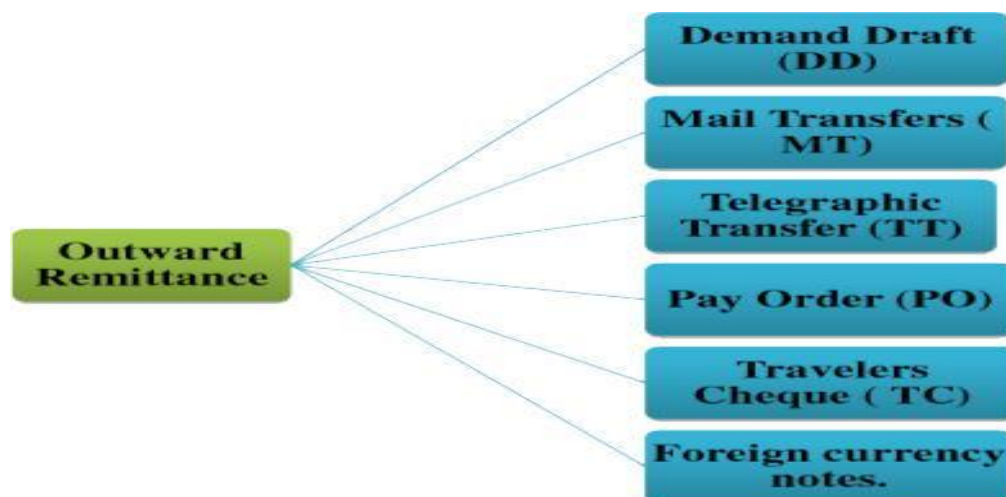 Outward
Remittance
Demand Draft
(DD)
Mail Transfers (
MT)
Telegraphic
Transfer (TT)
Pay Order (PO)
Travelers
Cheque ( TC)
Foreign currency
notes.